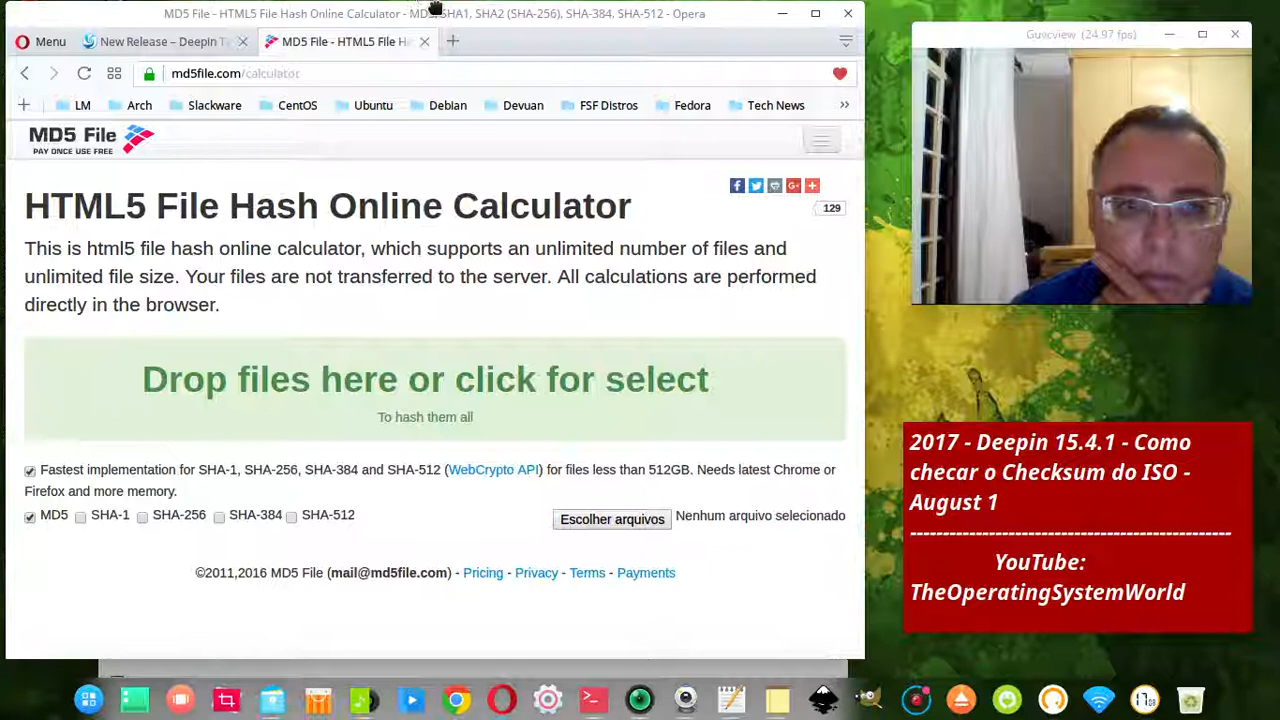 MD5 File - HTML5 File Hash Online Calculator - MD5, SHA1, SHA2 (SHA-256), SHA-384, SHA-512 - Opera
Menu
New Release – Deepin T
MD5 File - HTML5 File Ha
md5file.com/calculator
LM
Arch
Slackware
CentOS
Ubuntu
Debian
Devuan
FSF Distros
Fedora
Tech News
MD5 File
PAY ONCE USE FREE
HTML5 File Hash Online Calculator
129
This is html5 file hash online calculator, which supports an unlimited number of files and
unlimited file size. Your files are not transferred to the server. All calculations are performed
directly in the browser.
Drop files here or click for select
To hash them all
Fastest implementation for SHA-1, SHA-256, SHA-384 and SHA-512 (WebCrypto API) for files less than 512GB. Needs latest Chrome or
Firefox and more memory.
MD5 SHA-1 SHA-256 SHA-384 SHA-512
Escolher arquivos Nenhum arquivo selecionado
©2011,2016 MD5 File (mail@md5file.com) - Pricing - Privacy - Terms - Payments
Guvcview (24.97 fps)
2017 - Deepin 15.4.1 - Como
checar o Checksum do ISO -
August 1
------------------------------------------------
YouTube:
TheOperatingSystemWorld